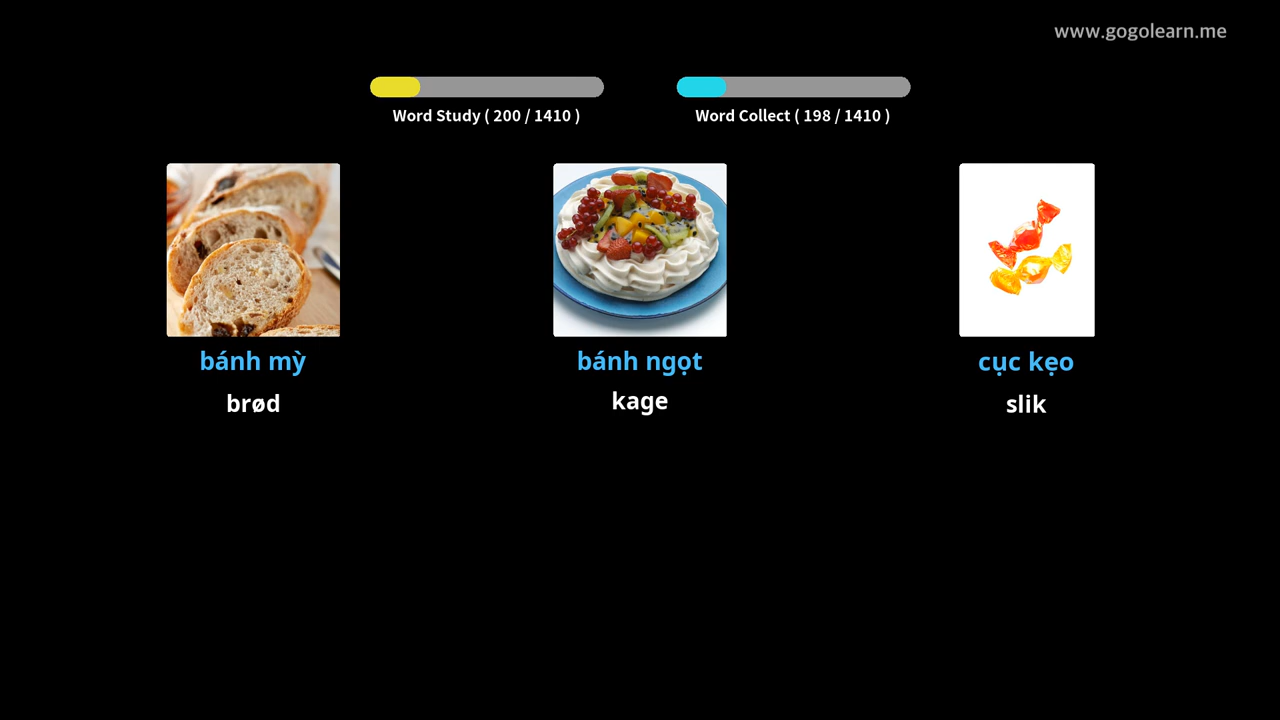 www.gogolearn.me
Word Study ( 200 / 1410 )
Word Collect ( 198 / 1410 )
bánh mỳ
bánh ngọt
cục kẹo
brød
kage
slik